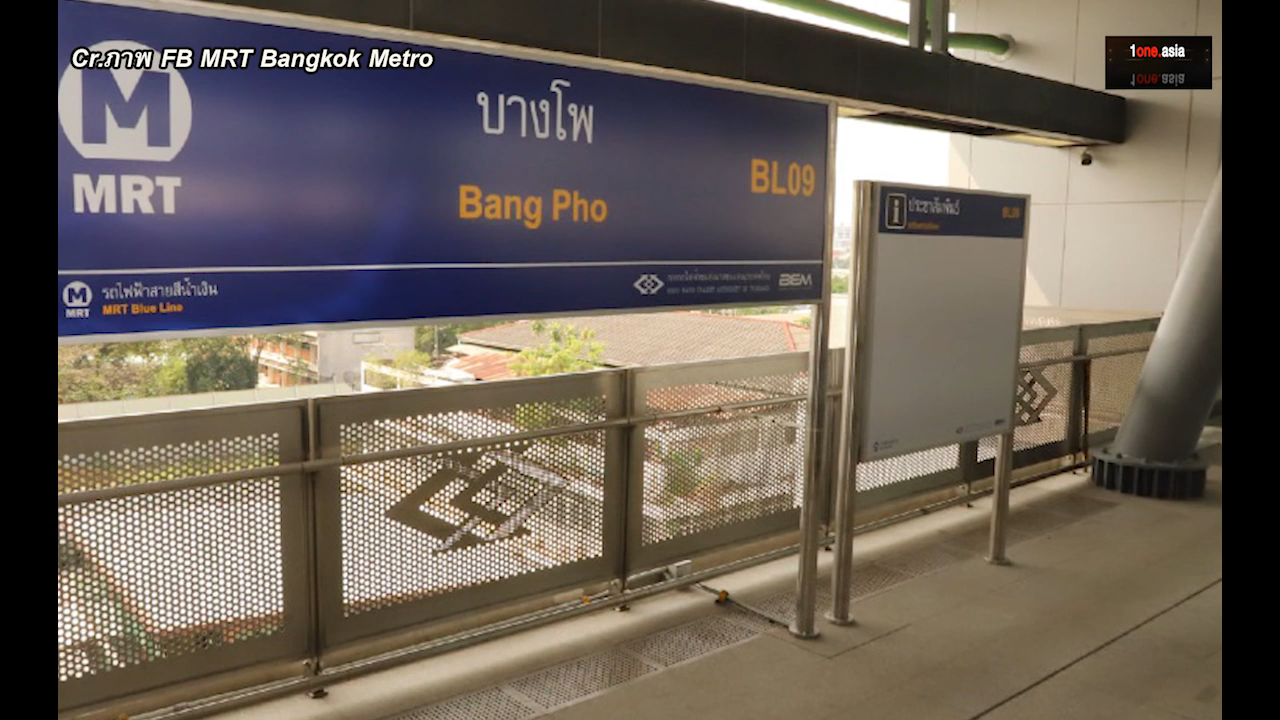 Cr.ภาพ FB MRT Bangkok Metro
1one.asia
MRT
บางโพ
Bang Pho
BL09
MRT
รถไฟฟ้าสายสีน้ำเงิน
MRT Blue Line
BEM
i
ประชาสัมพันธ์
BL09